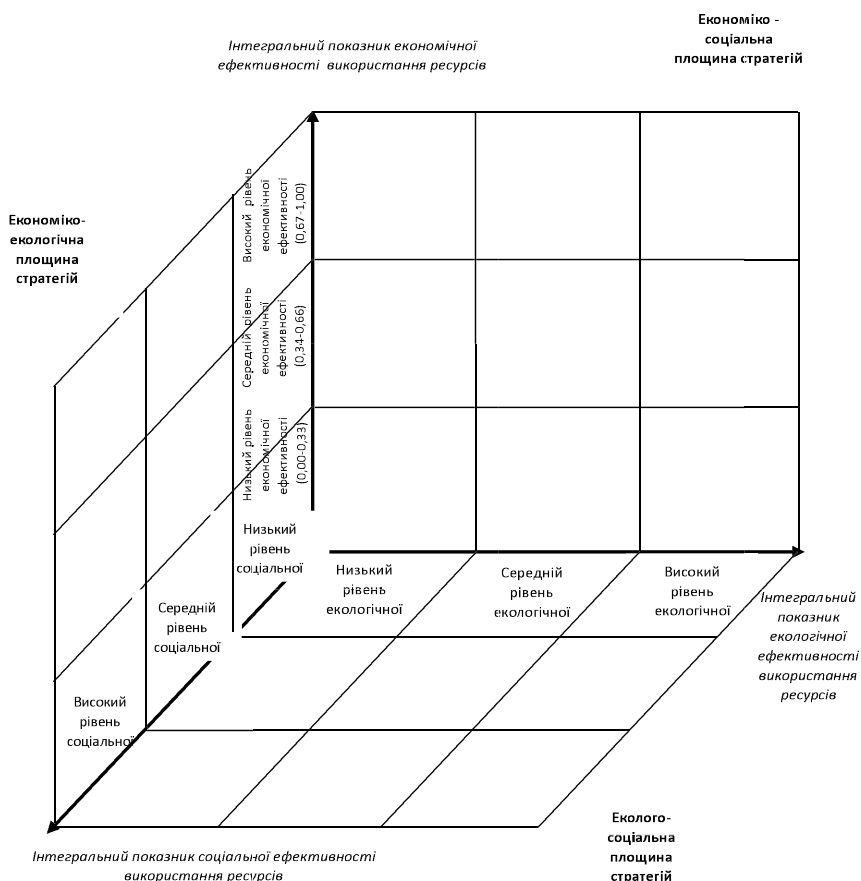 Економіко -
соціальна
площина стратегій
Інтегральний показник економічної
ефективності використання ресурсів
Економіко-
екологічна
площина
стратегій
Високий рівень
економічної
ефективності
(0,67-1,00)
Середній рівень
економічної
ефективності
(0,34-0,66)
Низький рівень
економічної
ефективності
(0,00-0,33)
Низький
рівень
соціальної
Середній
рівень
соціальної
Високий
рівень
соціальної
Низький
рівень
екологічної
Середній
рівень
екологічної
Високий
рівень
екологічної
Інтегральний
показник
екологічної
ефективності
використання
ресурсів
Еколого-
соціальна
площина
стратегій
Інтегральний показник соціальної ефективності
використання ресурсів